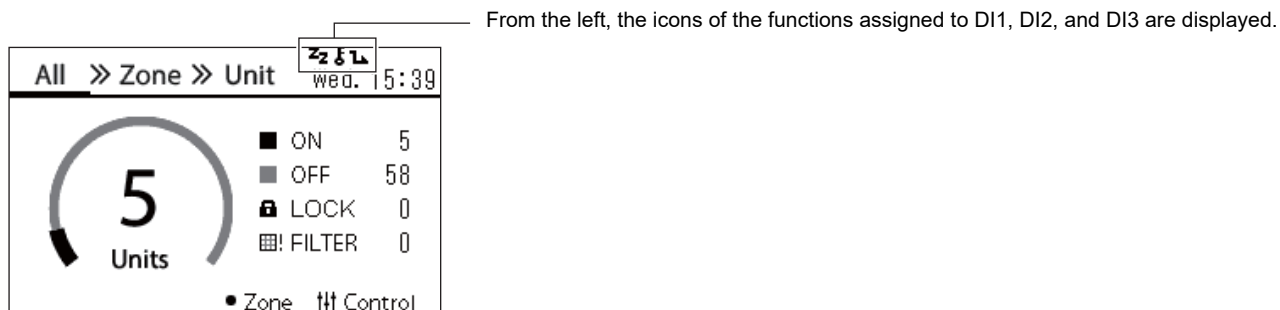 From the left, the icons of the functions assigned to DI1, DI2, and DI3 are displayed.
All » Zone » Unit
Wed. 15:39
ON 5
OFF 58
LOCK 0
FILTER 0
5
Units
Zone Control